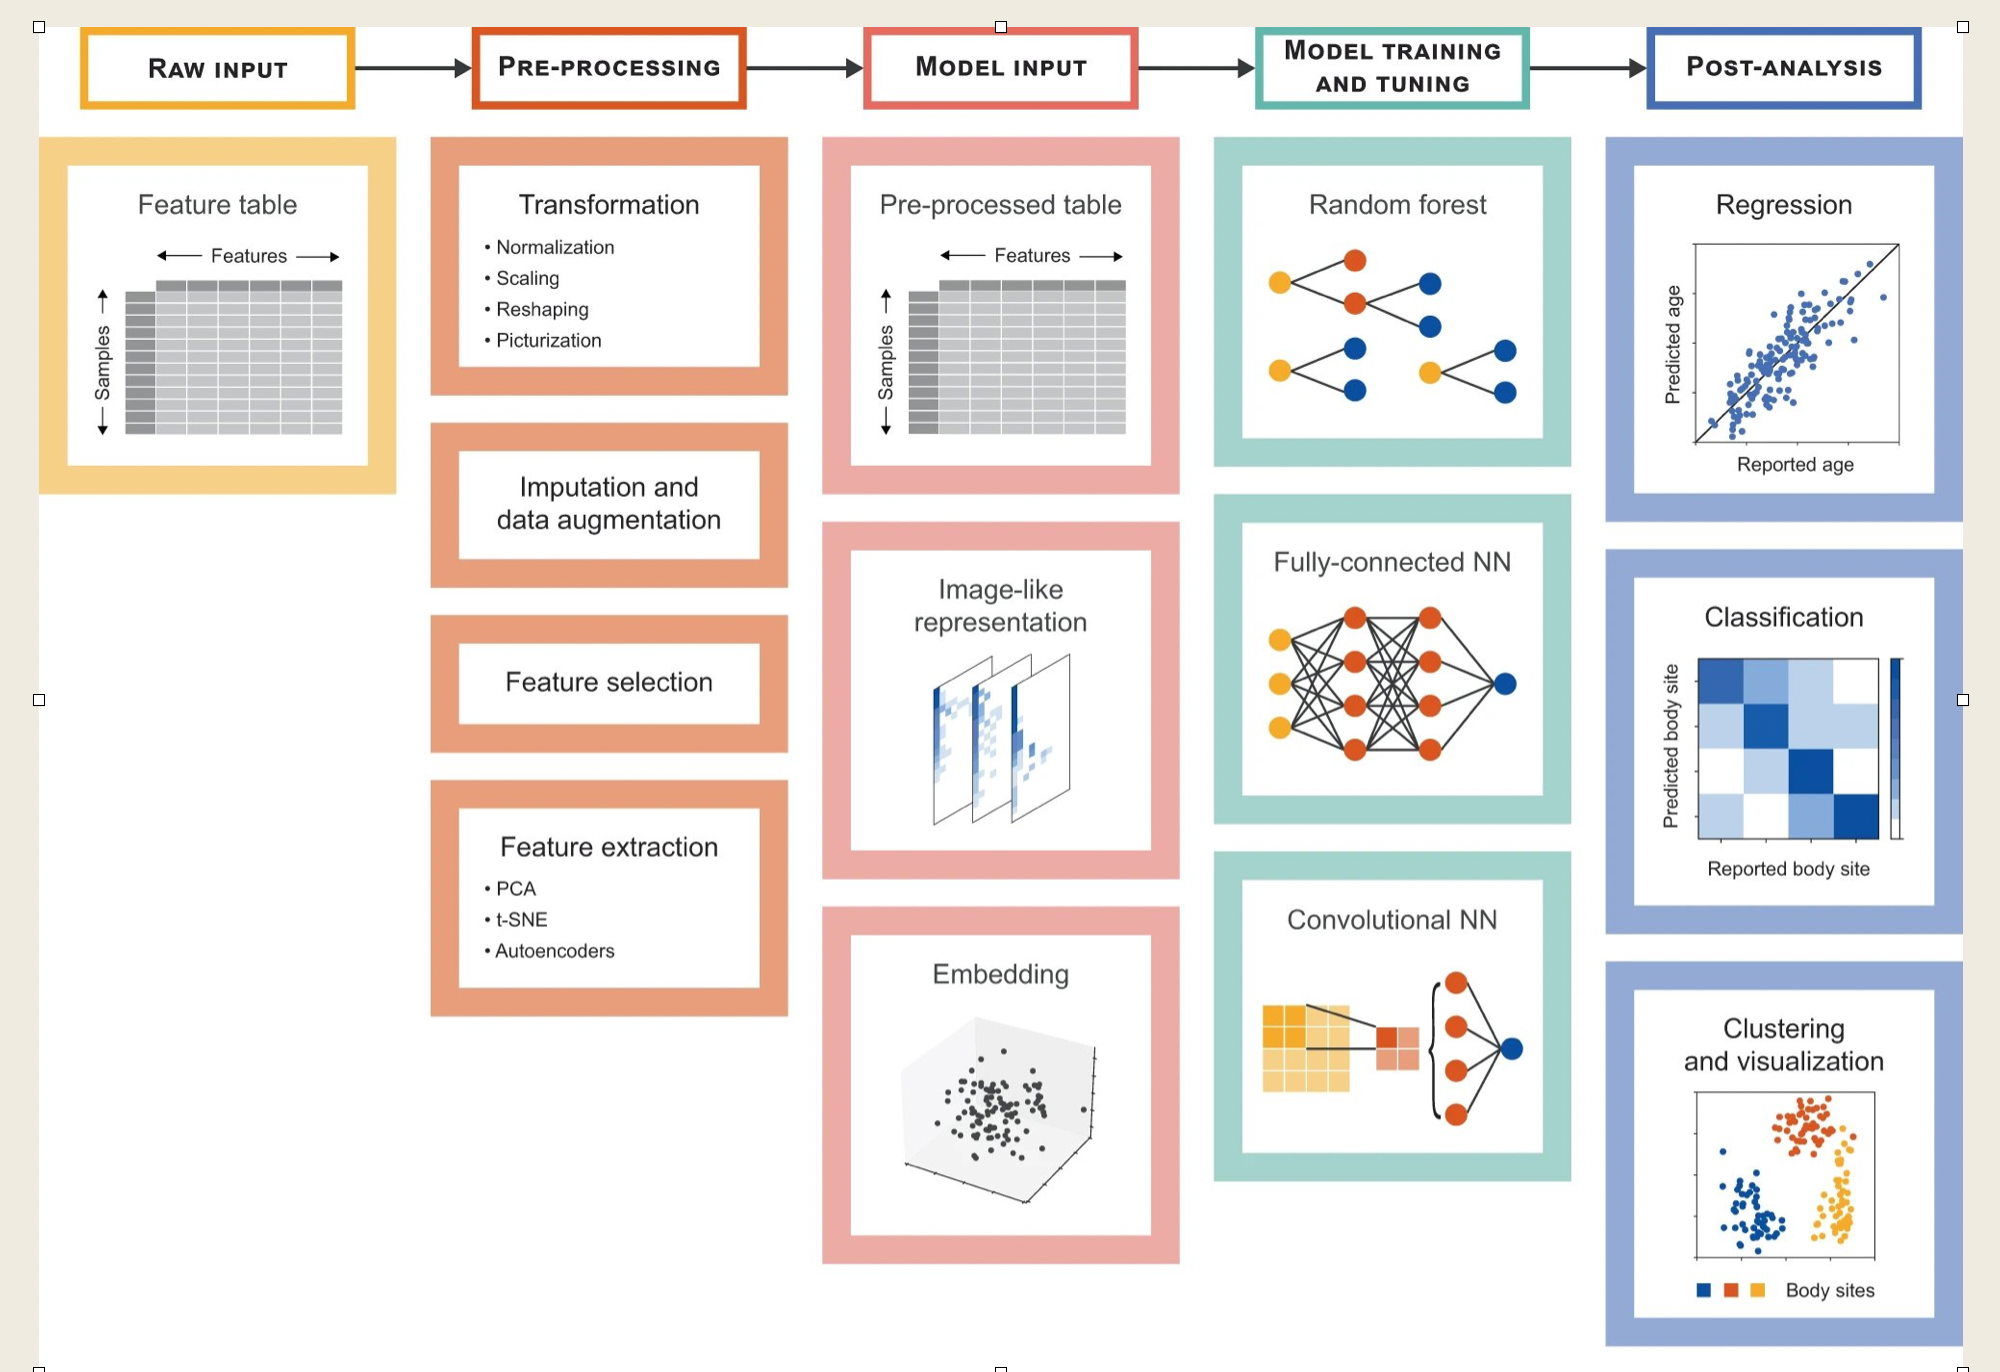 RAW INPUT
PRE-PROCESSING
MODEL INPUT
MODEL TRAINING
AND TUNING
POST-ANALYSIS
Feature table
Features
Samples
Transformation
• Normalization
• Scaling
• Reshaping
• Picturization
Imputation and
data augmentation
Feature selection
Feature extraction
• PCA
• t-SNE
• Autoencoders
Pre-processed table
Features
Samples
Image-like
representation
Embedding
Random forest
Fully-connected NN
Convolutional NN
Regression
Predicted age
Reported age
Classification
Predicted body site
Reported body site
Clustering
and visualization
Body sites